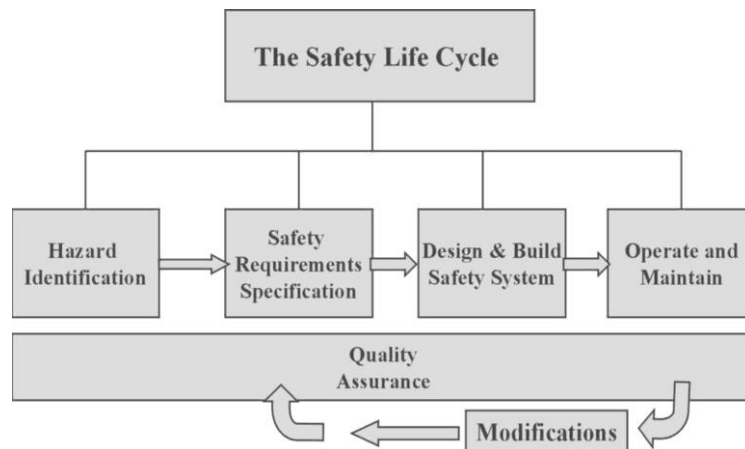 The Safety Life Cycle
Hazard
Identification
Safety
Requirements
Specification
Design & Build
Safety System
Operate and
Maintain
Quality
Assurance
Modifications